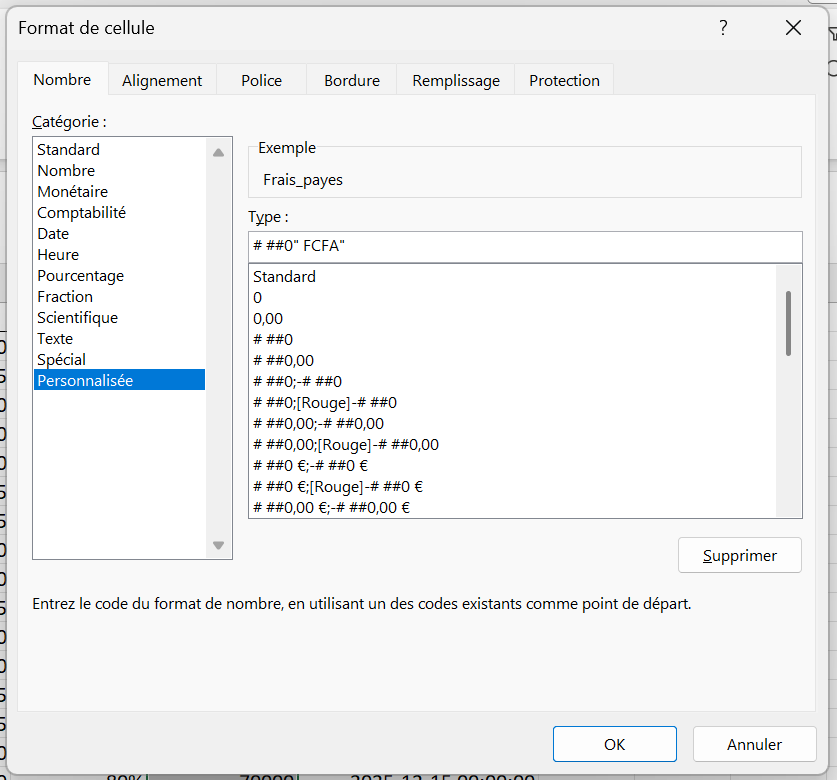 Format de cellule
?
Nombre
Alignement
Police
Bordure
Remplissage
Protection
Catégorie :
Standard
Nombre
Monétaire
Comptabilité
Date
Heure
Pourcentage
Fraction
Scientifique
Texte
Spécial
Personnalisée
Exemple
Frais_payes
Type :
# ##0" FCFA"
Standard
0
0,00
# ##0
# ##0,00
# ##0;-# ##0
# ##0;[Rouge]-# ##0
# ##0,00;-# ##0,00
# ##0,00;[Rouge]-# ##0,00
# ##0 €;-# ##0 €
# ##0 €;[Rouge]-# ##0 €
# ##0,00 €;-# ##0,00 €
Supprimer
Entrez le code du format de nombre, en utilisant un des codes existants comme point de départ.
OK
Annuler